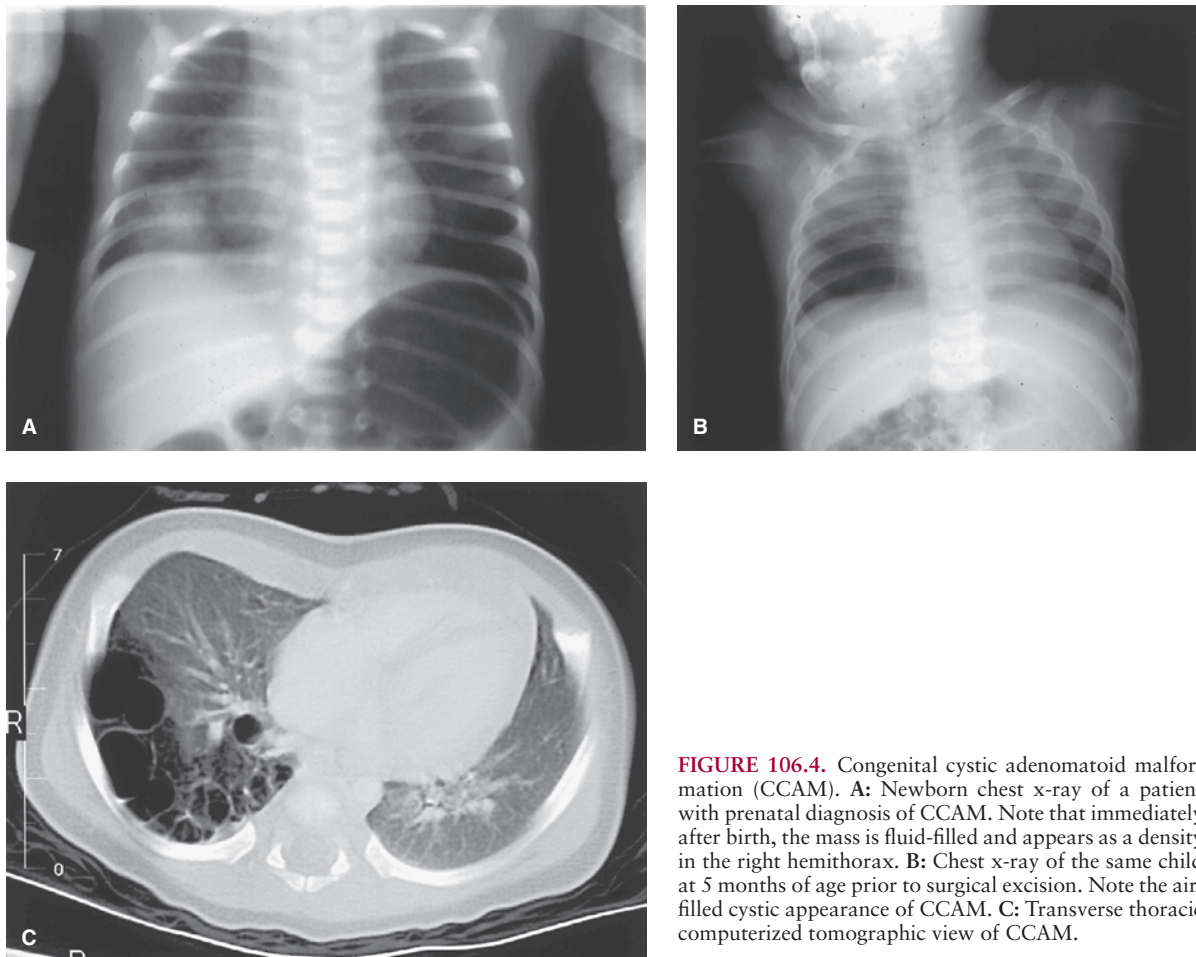 A
B
7
R
0
C
FIGURE 106.4. Congenital cystic adenomatoid malfor
mation (CCAM). A: Newborn chest x-ray of a patien
with prenatal diagnosis of CCAM. Note that immediately
after birth, the mass is fluid-filled and appears as a density
in the right hemithorax. B: Chest x-ray of the same child
at 5 months of age prior to surgical excision. Note the air
filled cystic appearance of CCAM. C: Transverse thoracic
computerized tomographic view of CCAM.